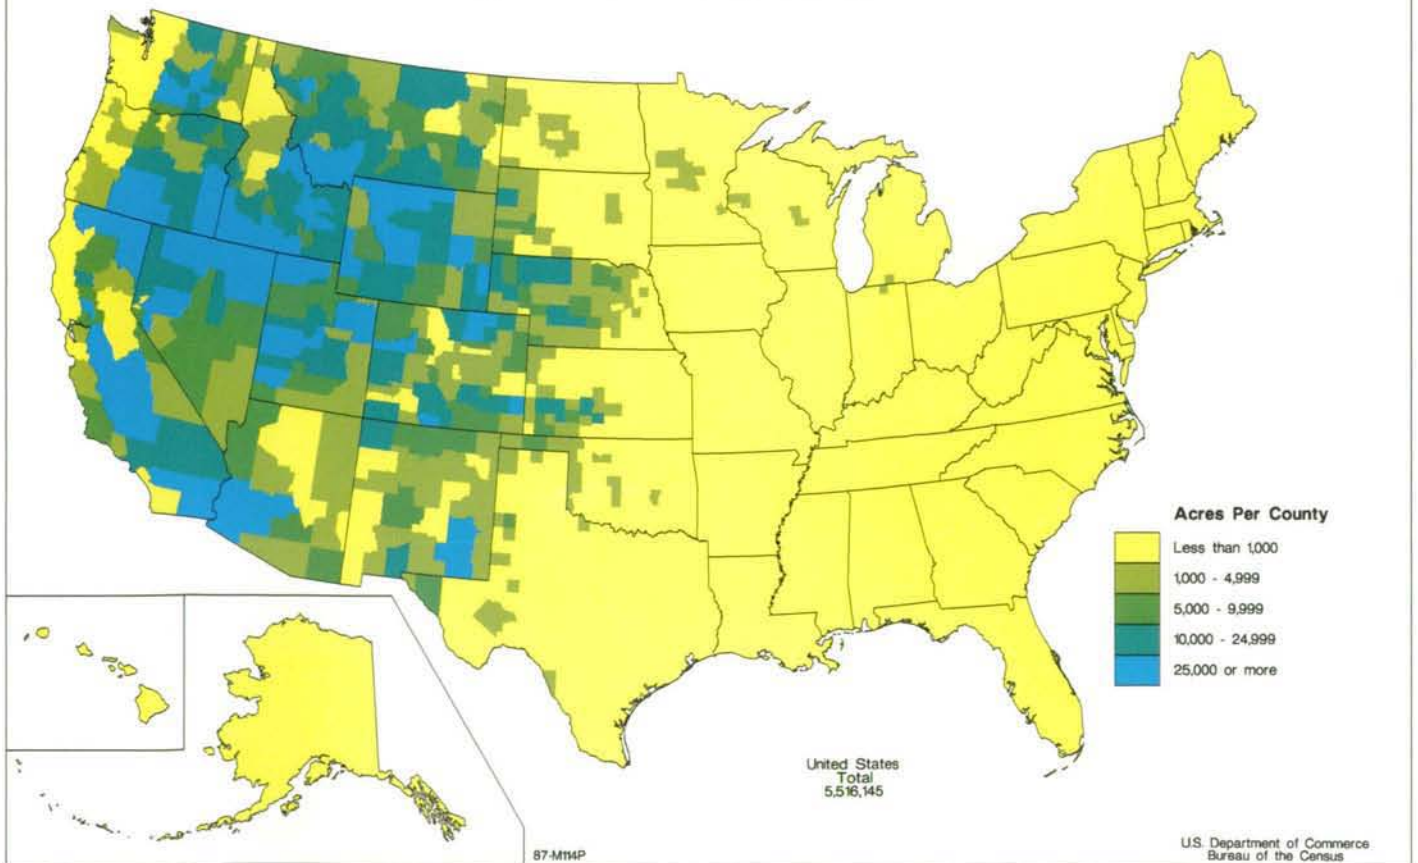 Acres Per County
Less than 1,000
1,000 - 4,999
5,000 - 9,999
10,000 - 24,999
25,000 or more
United States
Total
5,516,145
87-M114P
U.S. Department of Commerce
Bureau of the Census